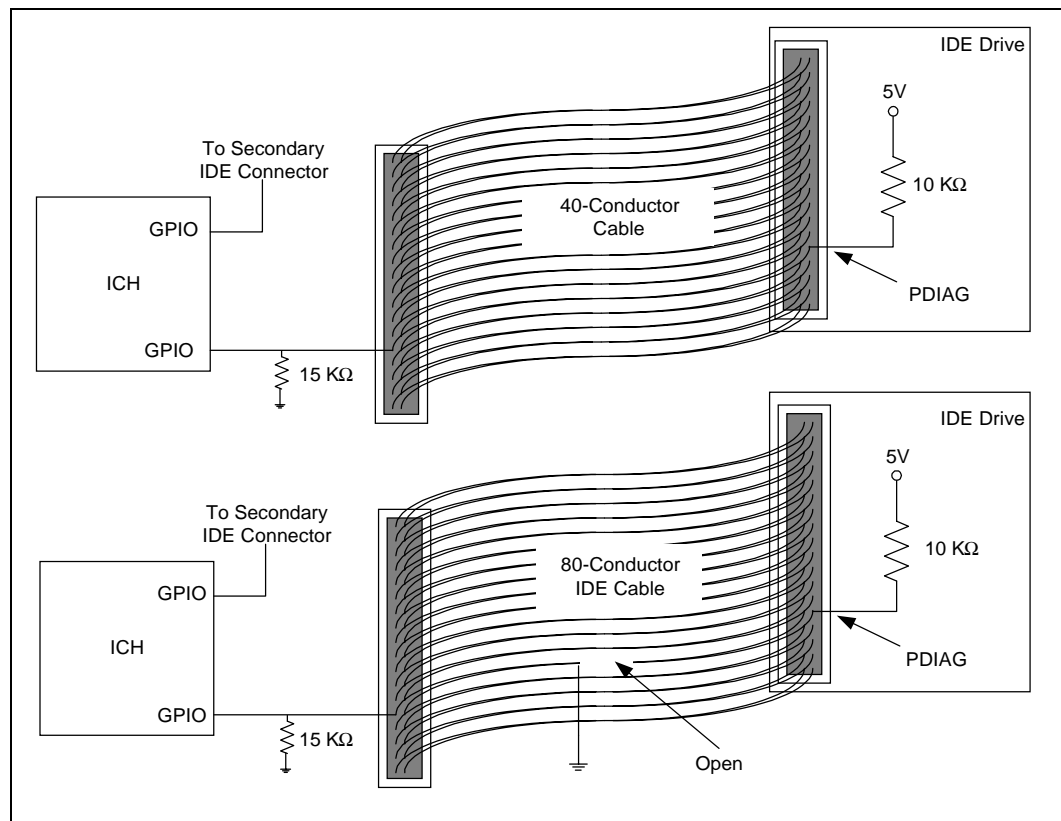 IDE Drive
5V
To Secondary
IDE Connector
10 KΩ
40-Conductor
Cable
GPIO
ICH
PDIAG
GPIO
15 KΩ
IDE Drive
5V
To Secondary
IDE Connector
10 KΩ
80-Conductor
IDE Cable
GPIO
ICH
PDIAG
GPIO
15 KΩ
Open